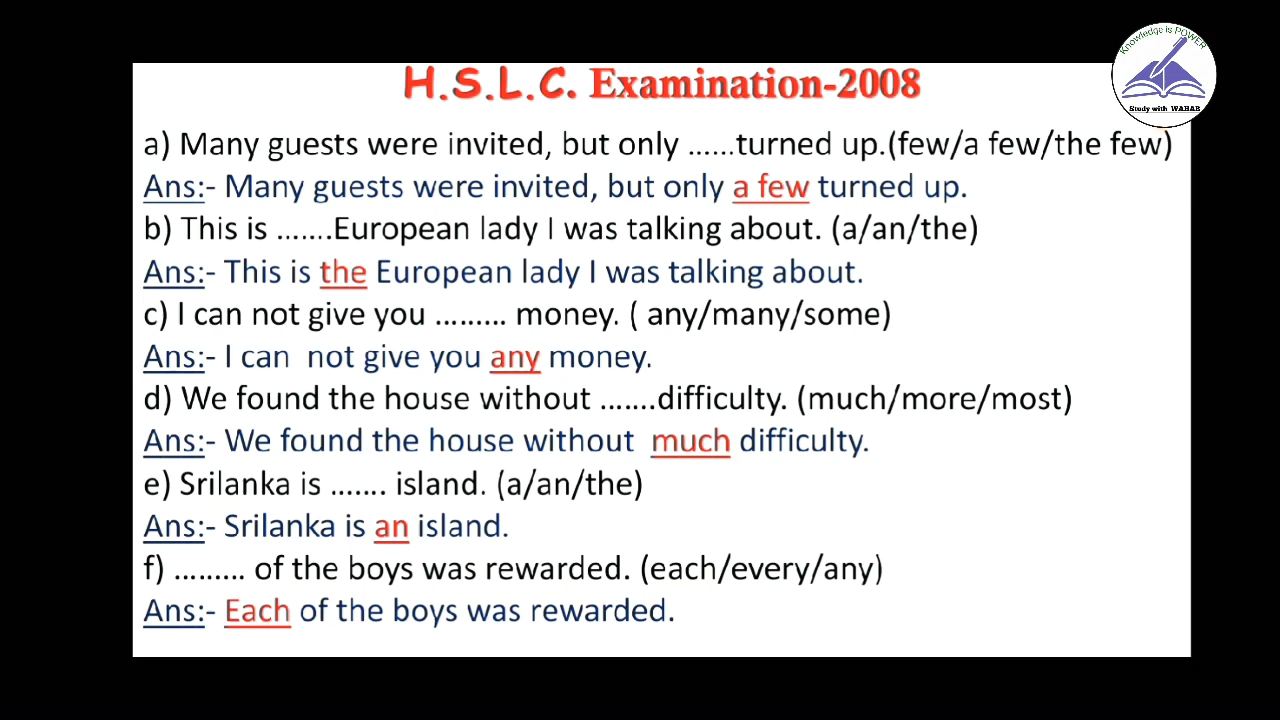 Knowledge is POWER
Study with WAHAB
H.S.L.C. Examination-2008
a) Many guests were invited, but only ......turned up.(few/a few/the few)
Ans:- Many guests were invited, but only a few turned up.
b) This is .......European lady I was talking about. (a/an/the)
Ans:- This is the European lady I was talking about.
c) I can not give you ......... money. ( any/many/some)
Ans:- I can  not give you any money.
d) We found the house without .......difficulty. (much/more/most)
Ans:- We found the house without  much difficulty.
e) Srilanka is ....... island. (a/an/the)
Ans:- Srilanka is an island.
f) ......... of the boys was rewarded. (each/every/any)
Ans:- Each of the boys was rewarded.